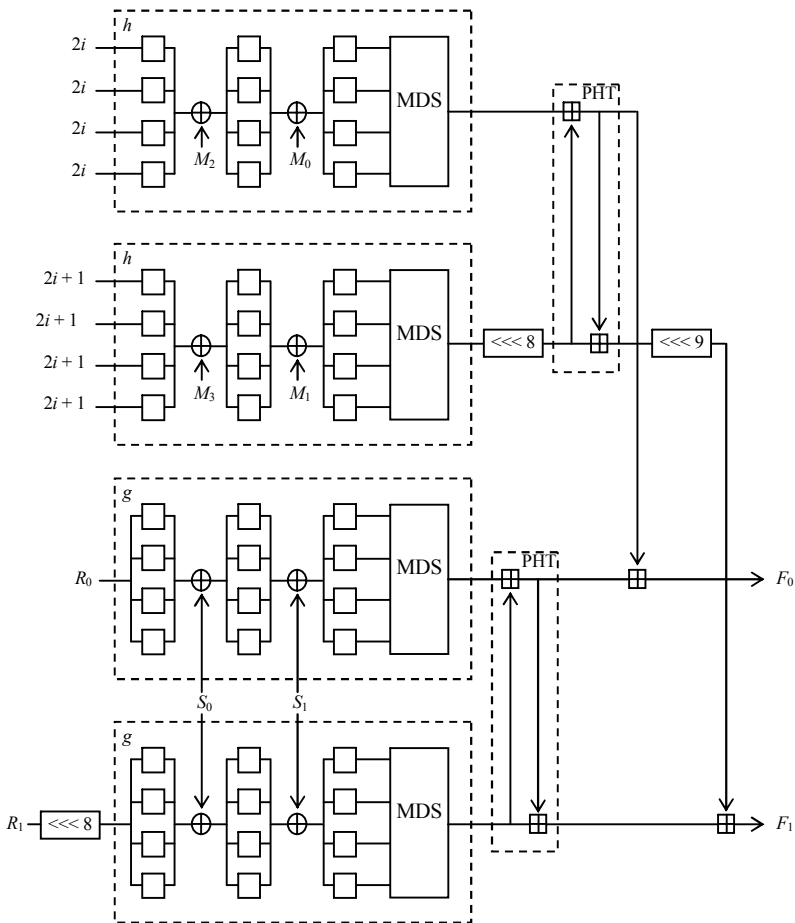 h
2i
2i
2i
2i
M₂
M₀
MDS
PHT
h
2i + 1
2i + 1
2i + 1
2i + 1
M₃
M₁
MDS
<<< 8
<<< 9
g
R₀
MDS
PHT
F₀
S₀
S₁
g
R₁
<<< 8
MDS
F₁